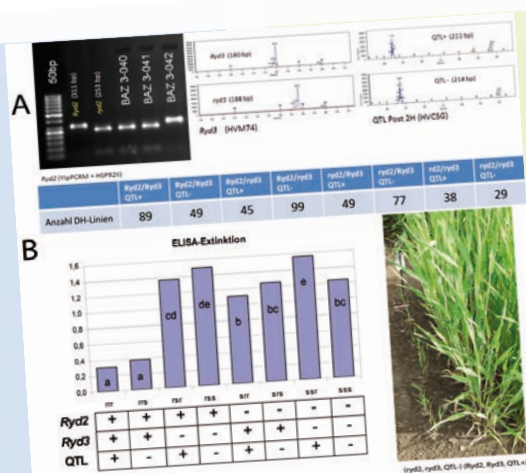 A
50bp
Ryd2 (311 bp)
ryd2 (253 bp)
BAZ 3-040
BAZ 3-041
BAZ 3-042
Ryd3 (180 bp)
ryd3 (188 bp)
Ryd3 (HVM74)
QTL+ (211 bp)
QTL- (218 bp)
QTL Post 2H (HVCSG)
Ryd2/Ryd3 QTL+ Ryd2/Ryd3 QTL- Ryd2/ryd3 QTL+ Ryd2/ryd3 QTL- ryd2/Ryd3 QTL+ ryd2/Ryd3 QTL- ryd2/ryd3 QTL+ ryd2/ryd3 QTL-
Anzahl DH-Linien 89 49 45 99 49 77 38 29
B
ELISA-Extinktion
1,6
1,4
1,2
1,0
0,8
0,6
0,4
0,2
0,0
a a cd de b bc e bc
rrr rrs rsr rss srr srs ssr sss
Ryd2 + + + + - - - -
Ryd3 + + - - + + - -
QTL + - + - + - + -
(ryd2, ryd3, QTL-) (Ryd2, Ryd3, QTL+)